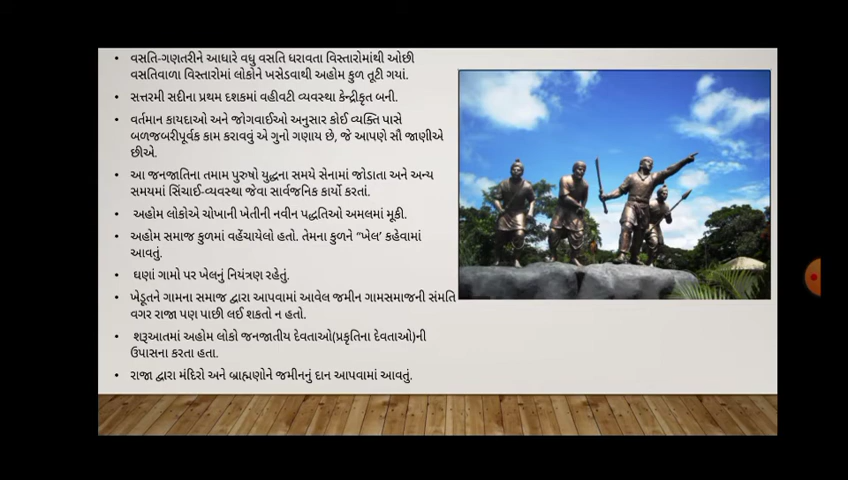 વસતિ-ગણતરીને આધારે વધુ વસતિ ધરાવતા વિસ્તારોમાંથી ઓછી
વસતિવાળા વિસ્તારોમાં લોકોને ખસેડવાથી અહોમ કુળ તૂટી ગયાં.
સત્તરમી સદીના પ્રથમ દશકમાં વહીવટી વ્યવસ્થા કેન્દ્રીકૃત બની.
વર્તમાન કાયદાઓ અને જોગવાઈઓ અનુસાર કોઈ વ્યક્તિ પાસે
બળજબરીપૂર્વક કામ કરાવવું એ ગુનો ગણાય છે, જે આપણે સૌ જાણીએ
છીએ.
આ જનજાતિના તમામ પુરુષો યુદ્ધના સમયે સેનામાં જોડાતા અને અન્ય
સમયમાં સિંચાઈ-વ્યવસ્થા જેવા સાર્વજનિક કાર્યો કરતાં.
અહોમ લોકોએ ચોખાની ખેતીની નવીન પદ્ધતિઓ અમલમાં મૂકી.
અહોમ સમાજ કુળમાં વહેંચાયેલો હતો. તેમના કુળને “ખેલ’ કહેવામાં
આવતું.
ઘણાં ગામો પર ખેલનું નિયંત્રણ રહેતું.
ખેડૂતને ગામના સમાજ દ્વારા આપવામાં આવેલ જમીન ગામસમાજની સંમતિ
વગર રાજા પણ પાછી લઈ શકતો ન હતો.
શરૂઆતમાં અહોમ લોકો જનજાતીય દેવતાઓ(પ્રકૃતિના દેવતાઓ)ની
ઉપાસના કરતા હતા.
રાજા દ્વારા મંદિરો અને બ્રાહ્મણોને જમીનનું દાન આપવામાં આવતું.